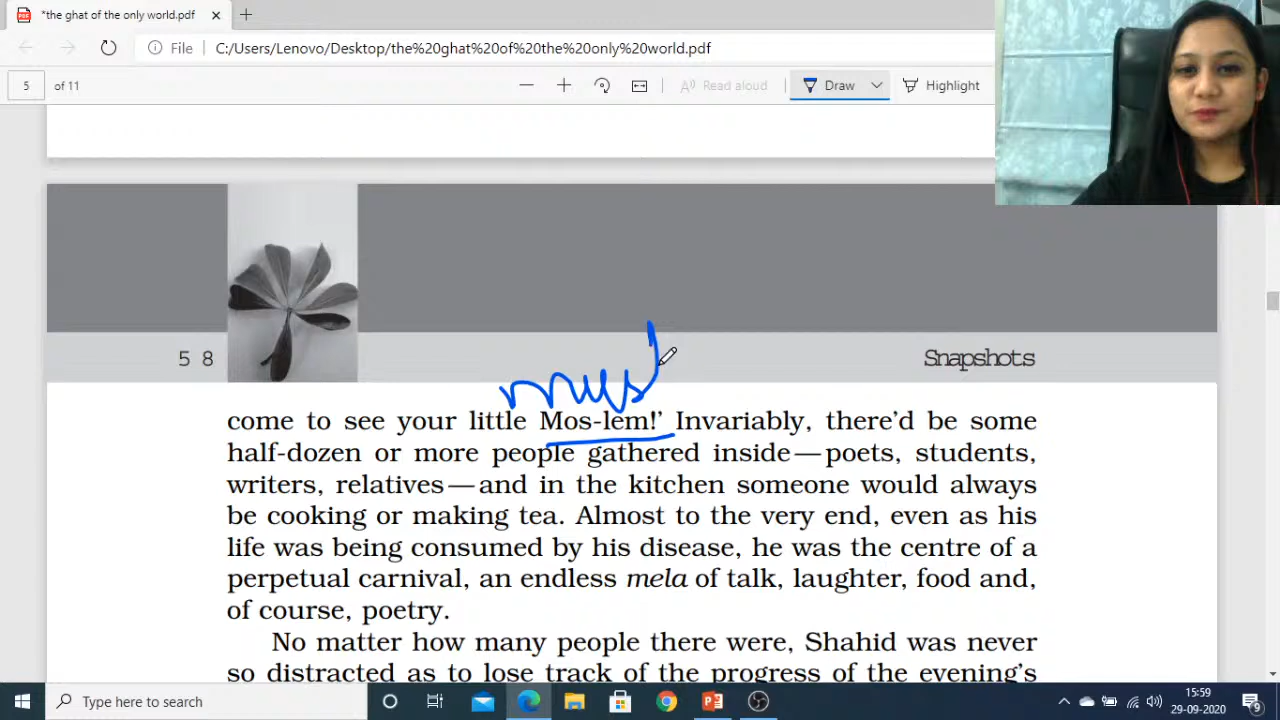 *the ghat of the only world.pdf
File C:/Users/Lenovo/Desktop/the%20ghat%20of%20the%20only%20world.pdf
5 of 11 Read aloud Draw Highlight
58 Snapshots
mus
come to see your little Mos-lem!’ Invariably, there’d be some
half-dozen or more people gathered inside—poets, students,
writers, relatives—and in the kitchen someone would always
be cooking or making tea. Almost to the very end, even as his
life was being consumed by his disease, he was the centre of a
perpetual carnival, an endless mela of talk, laughter, food and,
of course, poetry.
No matter how many people there were, Shahid was never
so distracted as to lose track of the progress of the evening’s
Type here to search
15:59
29-09-2020
9